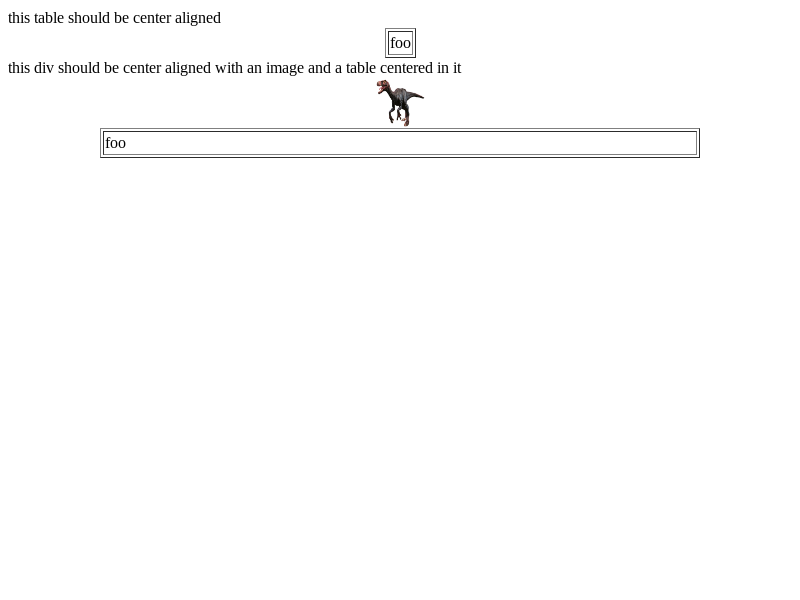 this table should be center aligned
foo
this div should be center aligned with an image and a table centered in it
foo